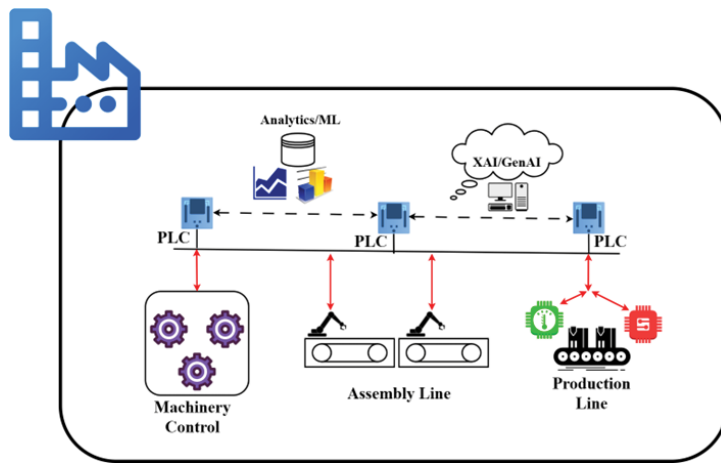 Analytics/ML
XAI/GenAI
PLC
PLC
PLC
Machinery
Control
Assembly Line
Production
Line